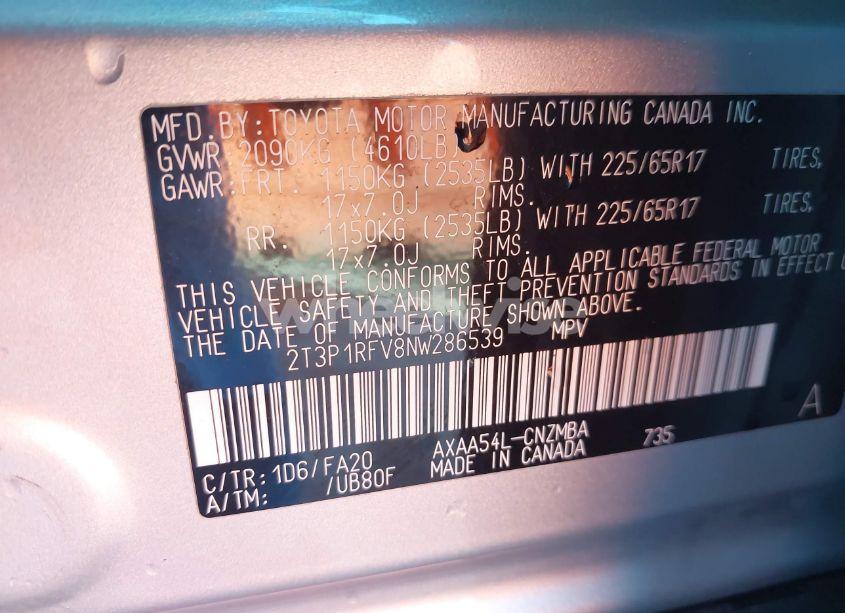 MFD. BY: TOYOTA MOTOR MANUFACTURING CANADA INC.
GVWR 2090KG (4610LB)
GAWR: FRT. 1150KG (2535LB) WITH 225/65R17 TIRES,
17x7.0J RIMS.
RR. 1150KG (2535LB) WITH 225/65R17 TIRES,
17x7.0J RIMS.
THIS VEHICLE CONFORMS TO ALL APPLICABLE FEDERAL MOTOR
VEHICLE SAFETY AND THEFT PREVENTION STANDARDS IN EFFECT
THE DATE OF MANUFACTURE SHOWN ABOVE.
2T3P1RFV8NW286539 MPV
A
C/TR: 1D6/FA20 AXAA54L-CNZMBA 735
A/TM: /UB80F MADE IN CANADA